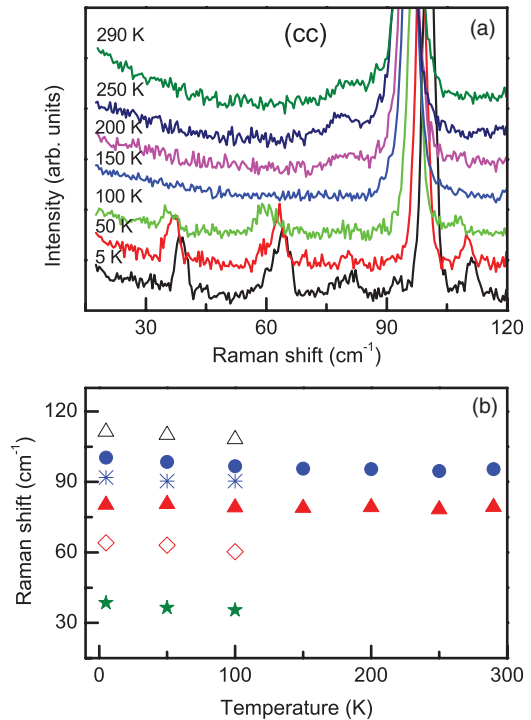 (cc)
(a)
290 K
250 K
200 K
150 K
100 K
50 K
5 K
Intensity (arb. units)
30 60 90 120
Raman shift (cm⁻¹)
(b)
120
90
60
30
Raman shift (cm⁻¹)
0 100 200 300
Temperature (K)